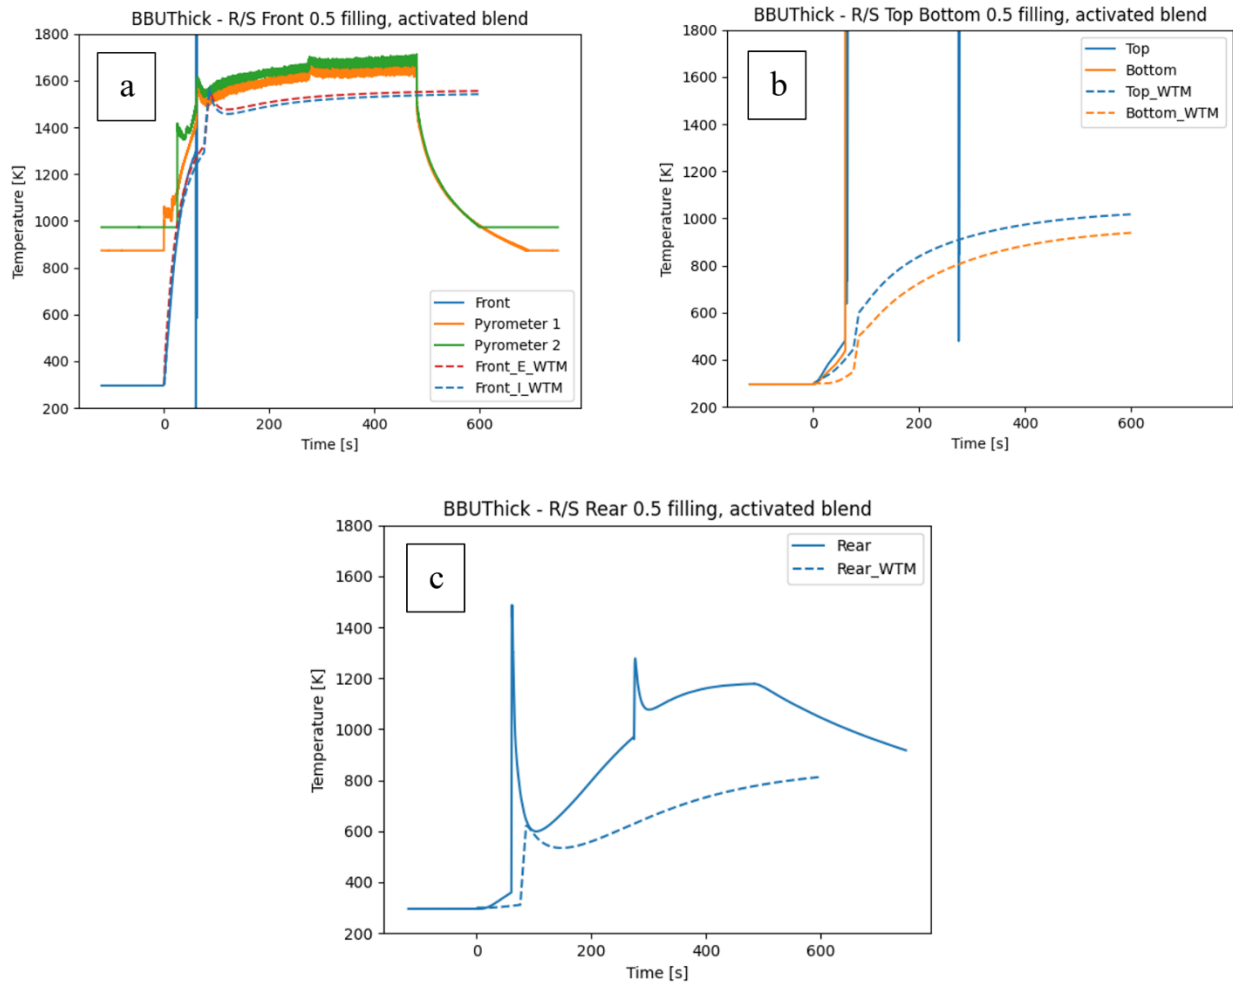 BBUThick - R/S Front 0.5 filling, activated blend
1800
1600
1400
1200
1000
800
600
400
200
Temperature [K]
a
Front
Pyrometer 1
Pyrometer 2
Front_E_WTM
Front_I_WTM
0
200
400
600
Time [s]
BBUThick - R/S Top Bottom 0.5 filling, activated blend
1800
1600
1400
1200
1000
800
600
400
200
Temperature [K]
b
Top
Bottom
Top_WTM
Bottom_WTM
0
200
400
600
Time [s]
BBUThick - R/S Rear 0.5 filling, activated blend
1800
1600
1400
1200
1000
800
600
400
200
Temperature [K]
c
Rear
Rear_WTM
0
200
400
600
Time [s]